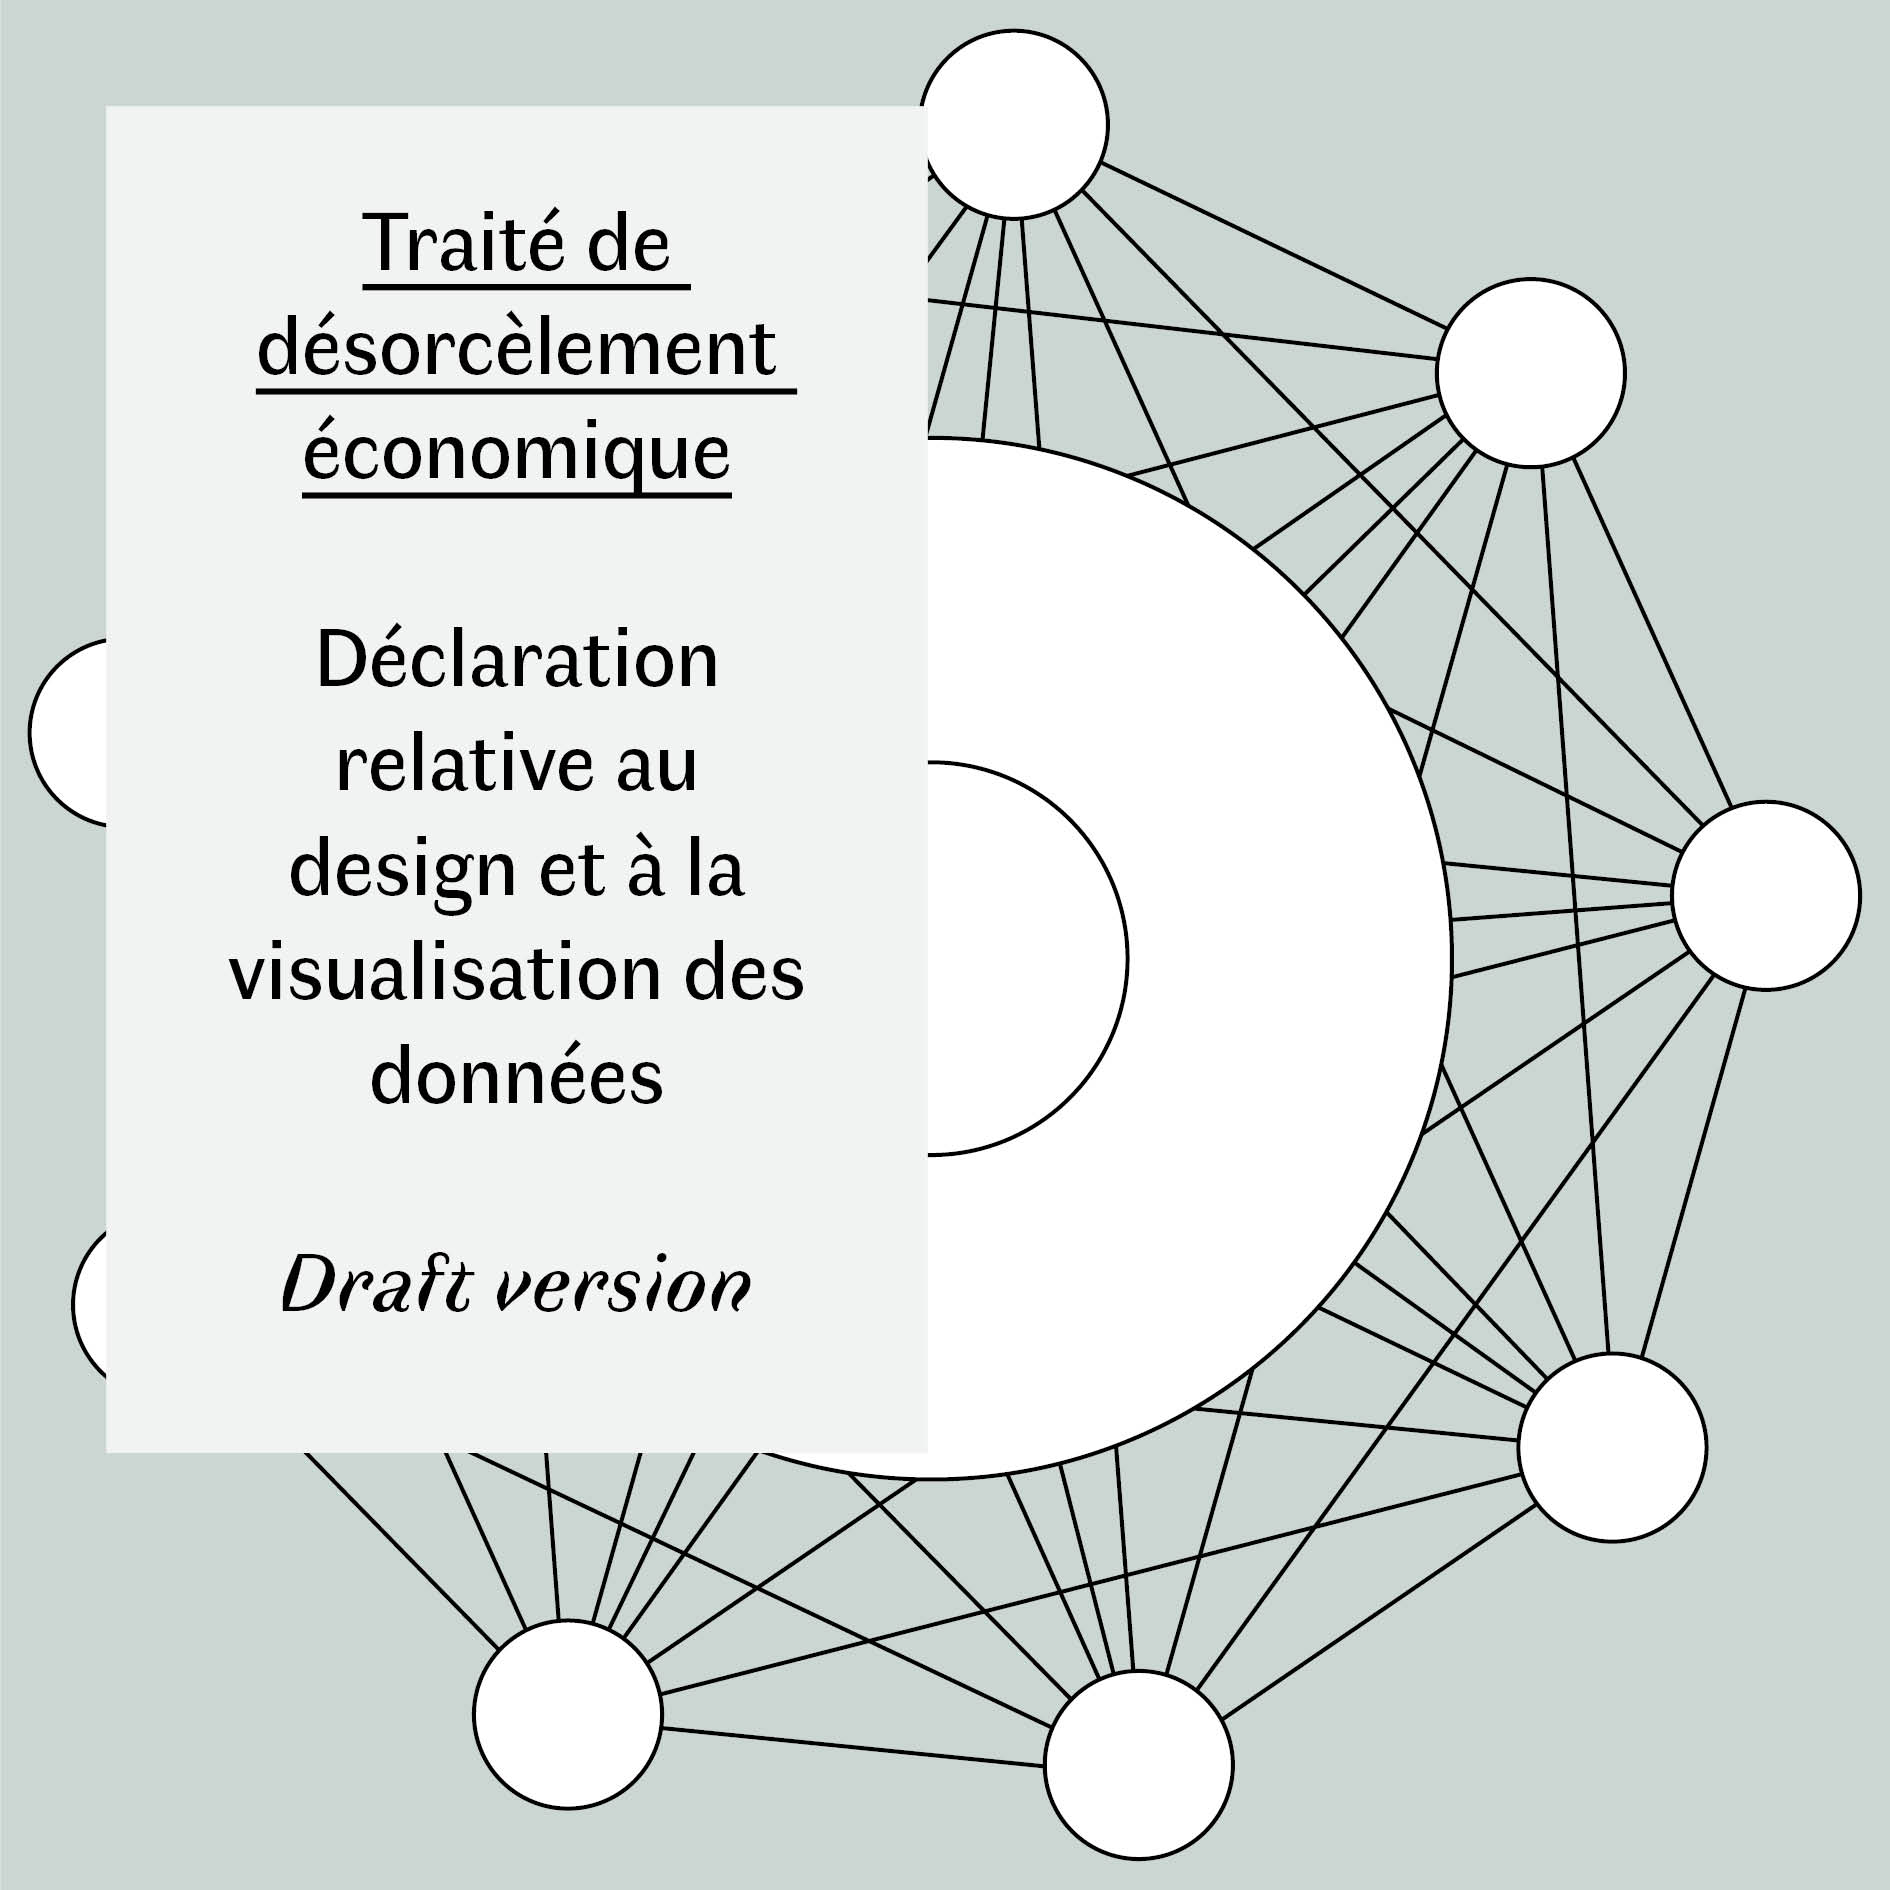 Traité de
désorcèlement
économique
Déclaration
relative au
design et à la
visualisation des
données
Draft version